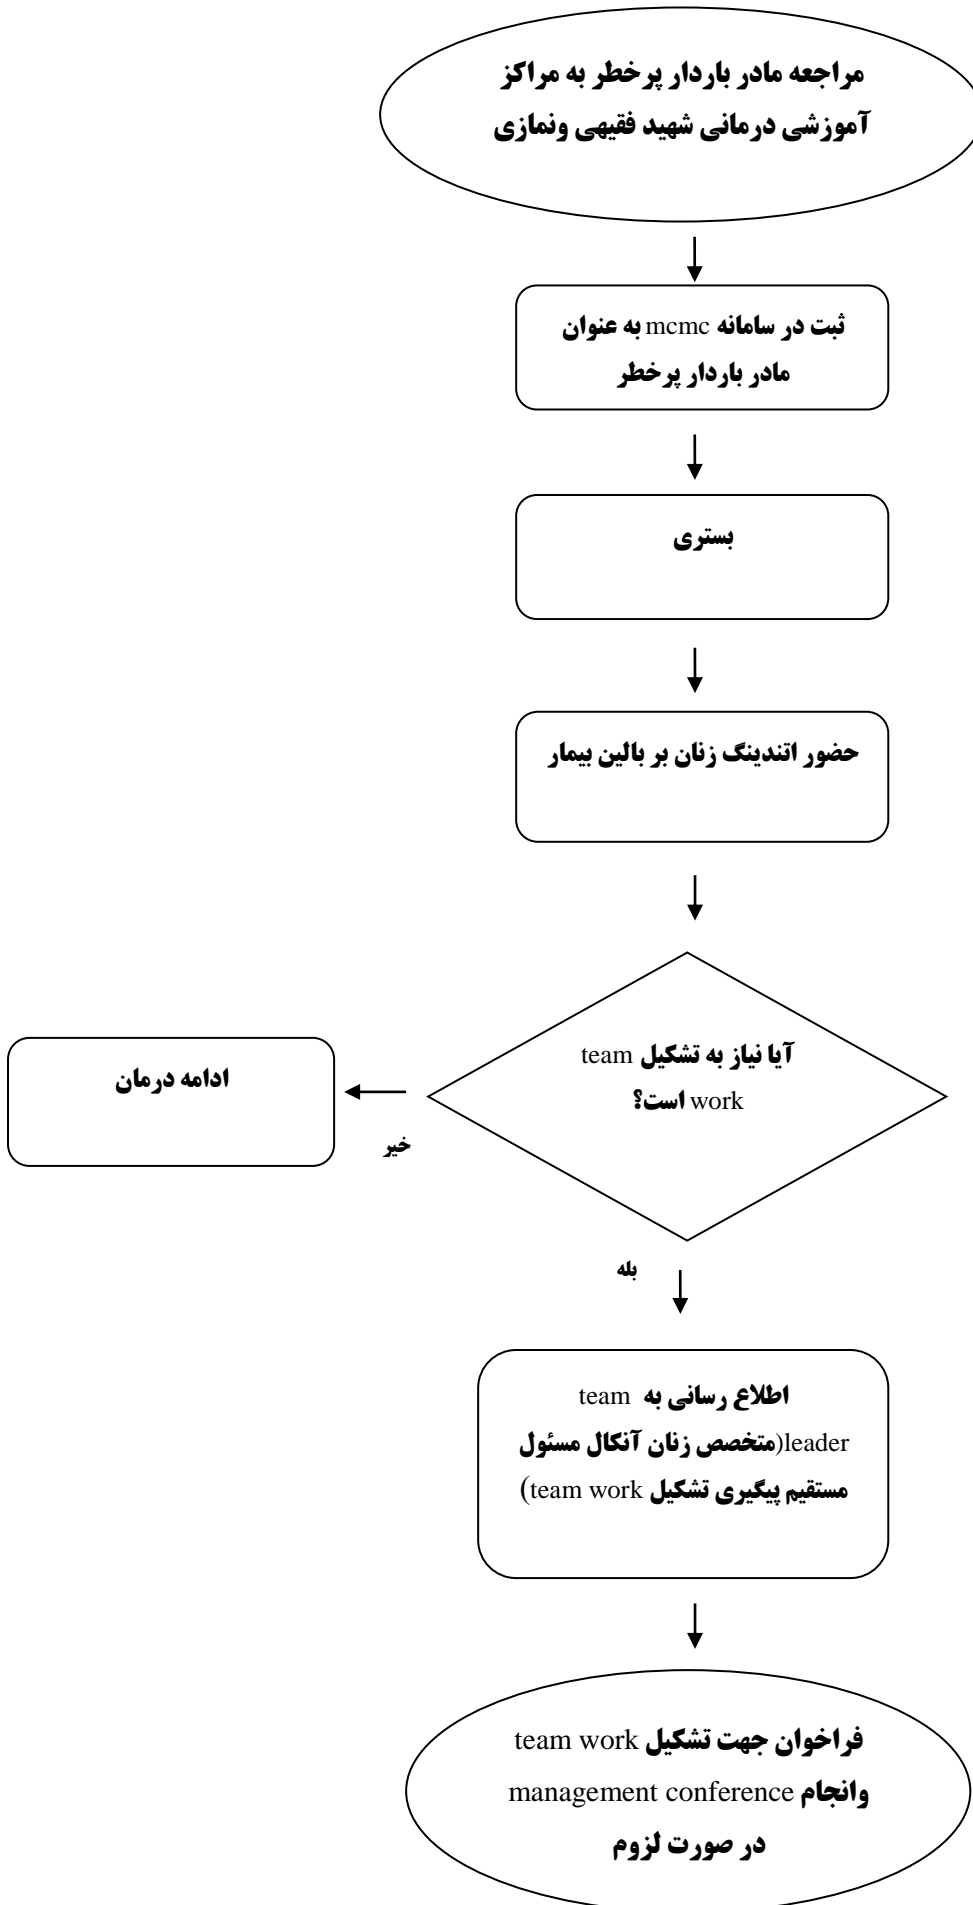 مراجعه مادر باردار پرخطر به مراکز
آموزشی درمانی شهید فقیهی ونمازی
ثبت در سامانه mcmc به عنوان
مادر باردار پرخطر
بستری
حضور اتندینگ زنان بر بالین بیمار
آیا نیاز به تشکیل team
work است؟
ادامه درمان
خیر
بله
اطلاع رسانی به team
leader(متخصص زنان آنکال مسئول
مستقیم پیگیری تشکیل team work)
فراخوان جهت تشکیل team work
وانجام management conference
در صورت لزوم